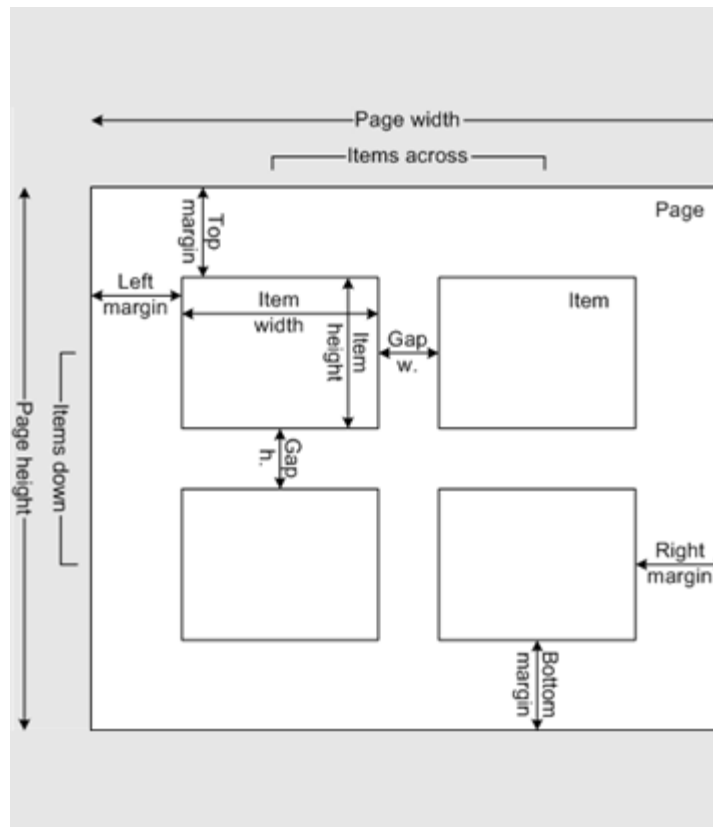 Page width
Items across
Page
Top
margin
Left
margin
Item
width
Item
height
Item
Gap
w.
Items down
Page height
Gap
h.
Right
margin
Bottom
margin